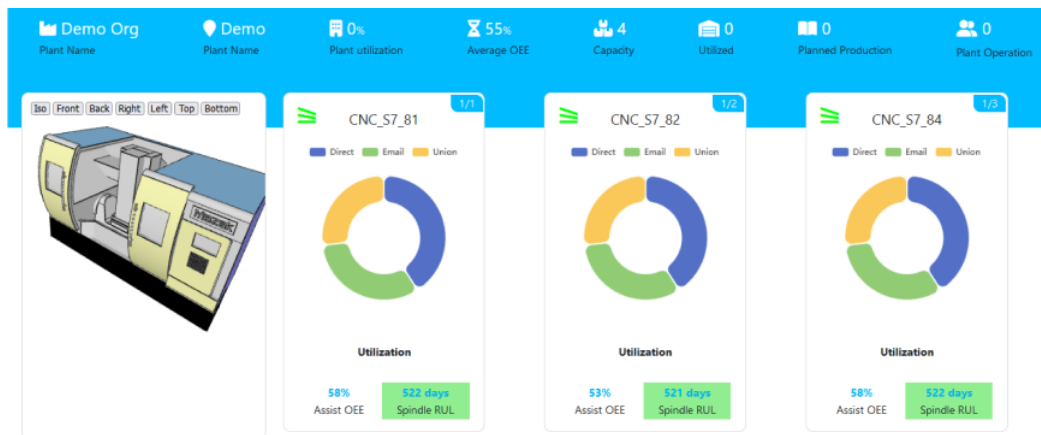 Demo Org
Plant Name
Demo
Plant Name
0%
Plant utilization
55%
Average OEE
4
Capacity
0
Utilized
0
Planned Production
0
Plant Operation
Iso Front Back Right Left Top Bottom
1/1
CNC_S7_81
Direct Email Union
Utilization
58%
Assist OEE
522 days
Spindle RUL
1/2
CNC_S7_82
Direct Email Union
Utilization
53%
Assist OEE
521 days
Spindle RUL
1/3
CNC_S7_84
Direct Email Union
Utilization
58%
Assist OEE
522 days
Spindle RUL